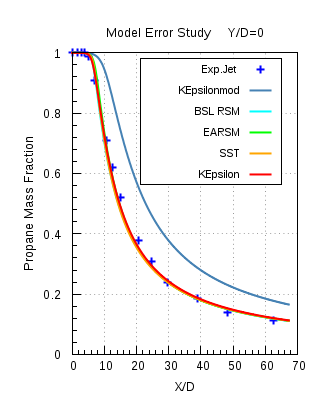 Model Error Study Y/D=0
Exp.Jet
KEpsilonmod
BSL RSM
EARSM
SST
KEpsilon
Propane Mass Fraction
1
0.8
0.6
0.4
0.2
0
0 10 20 30 40 50 60 70
X/D